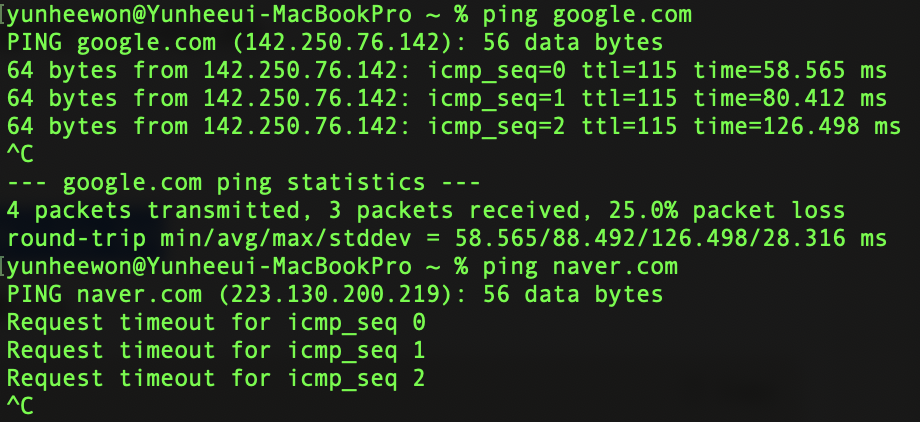 [yunheewon@Yunheeui-MacBookPro ~ % ping google.com
PING google.com (142.250.76.142): 56 data bytes
64 bytes from 142.250.76.142: icmp_seq=0 ttl=115 time=58.565 ms
64 bytes from 142.250.76.142: icmp_seq=1 ttl=115 time=80.412 ms
64 bytes from 142.250.76.142: icmp_seq=2 ttl=115 time=126.498 ms
^C
--- google.com ping statistics ---
4 packets transmitted, 3 packets received, 25.0% packet loss
round-trip min/avg/max/stddev = 58.565/88.492/126.498/28.316 ms
[yunheewon@Yunheeui-MacBookPro ~ % ping naver.com
PING naver.com (223.130.200.219): 56 data bytes
Request timeout for icmp_seq 0
Request timeout for icmp_seq 1
Request timeout for icmp_seq 2
^C